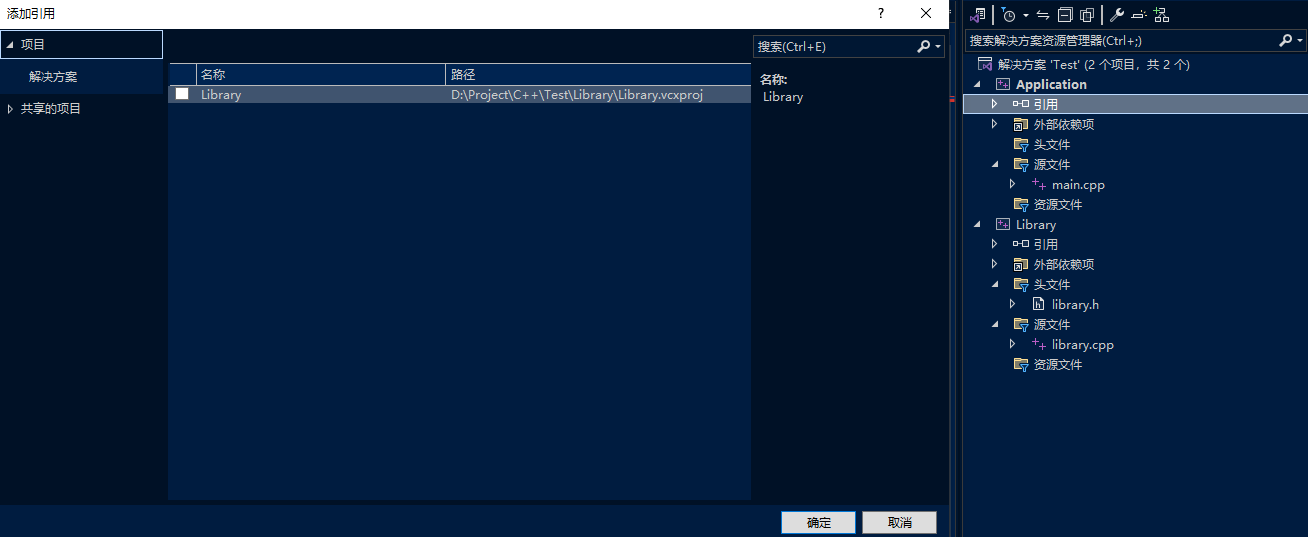 添加引用
?
项目
解决方案
共享的项目
名称
路径
Library
D:\Project\C++\Test\Library\Library.vcxproj
搜索(Ctrl+E)
名称:
Library
确定
取消
搜索解决方案资源管理器(Ctrl+;)
解决方案 'Test' (2 个项目，共 2 个)
Application
引用
外部依赖项
头文件
源文件
main.cpp
资源文件
Library
引用
外部依赖项
头文件
library.h
源文件
library.cpp
资源文件